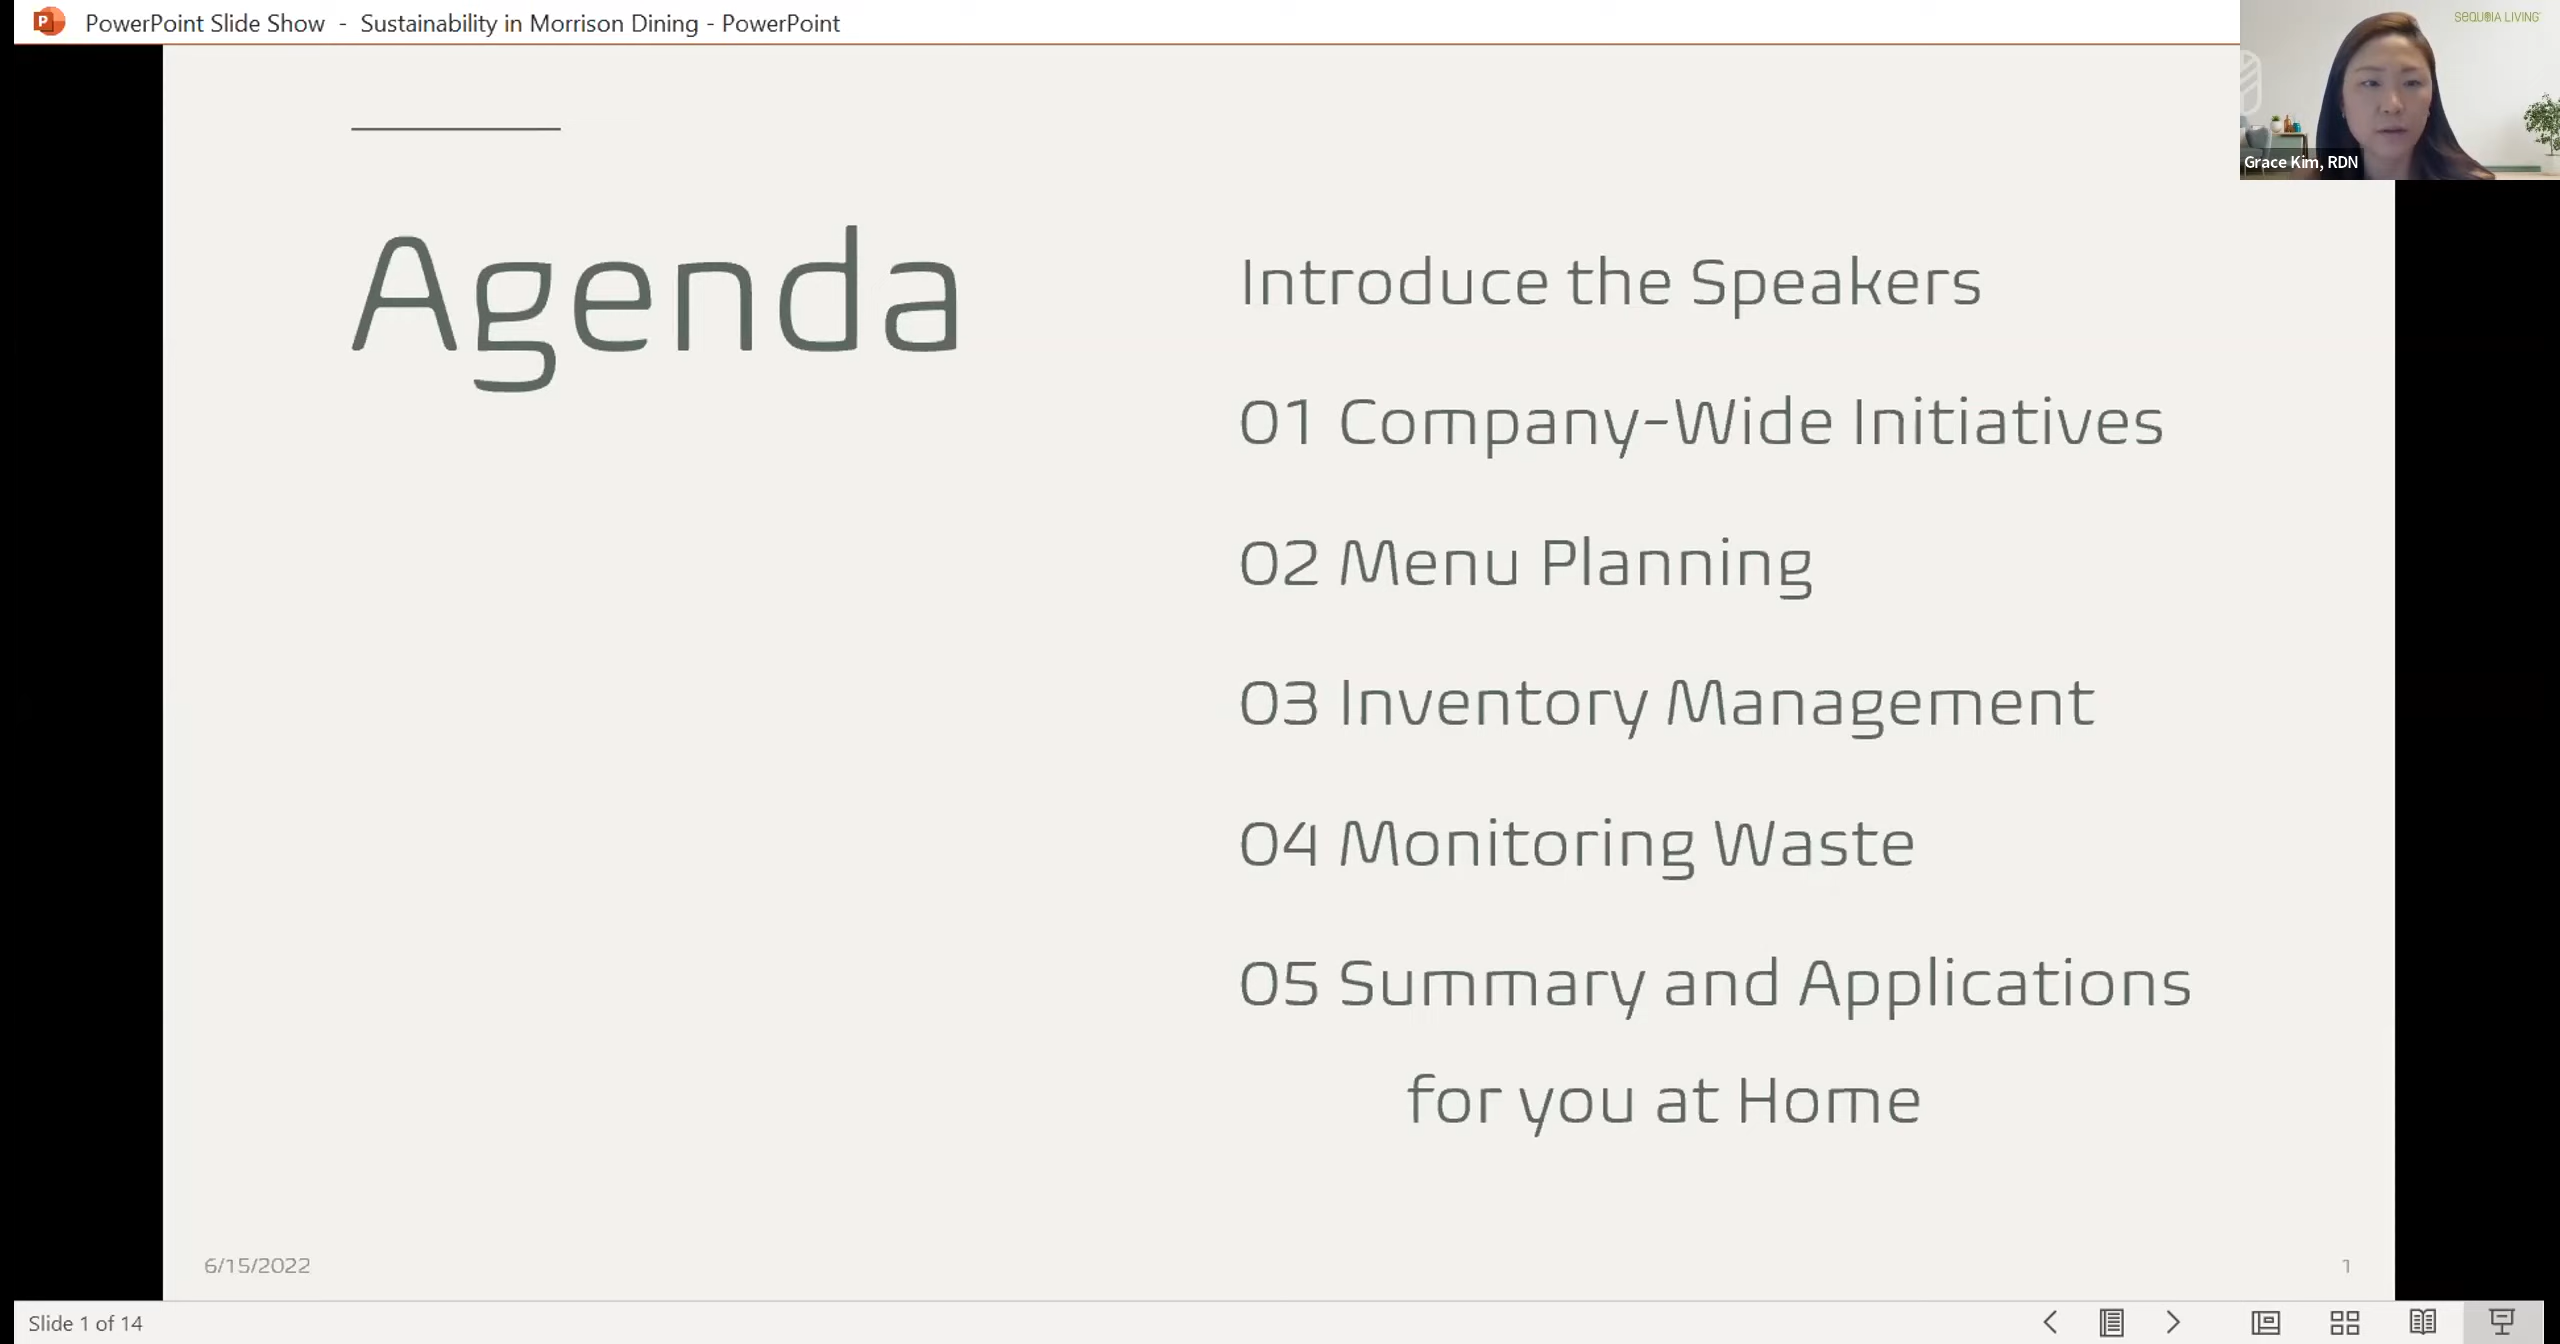 PowerPoint Slide Show - Sustainability in Morrison Dining - PowerPoint
SEQUOIA LIVING
Grace Kim, RDN
Agenda
Introduce the Speakers
01 Company-Wide Initiatives
02 Menu Planning
03 Inventory Management
04 Monitoring Waste
05 Summary and Applications
for you at Home
6/15/2022
1
Slide 1 of 14